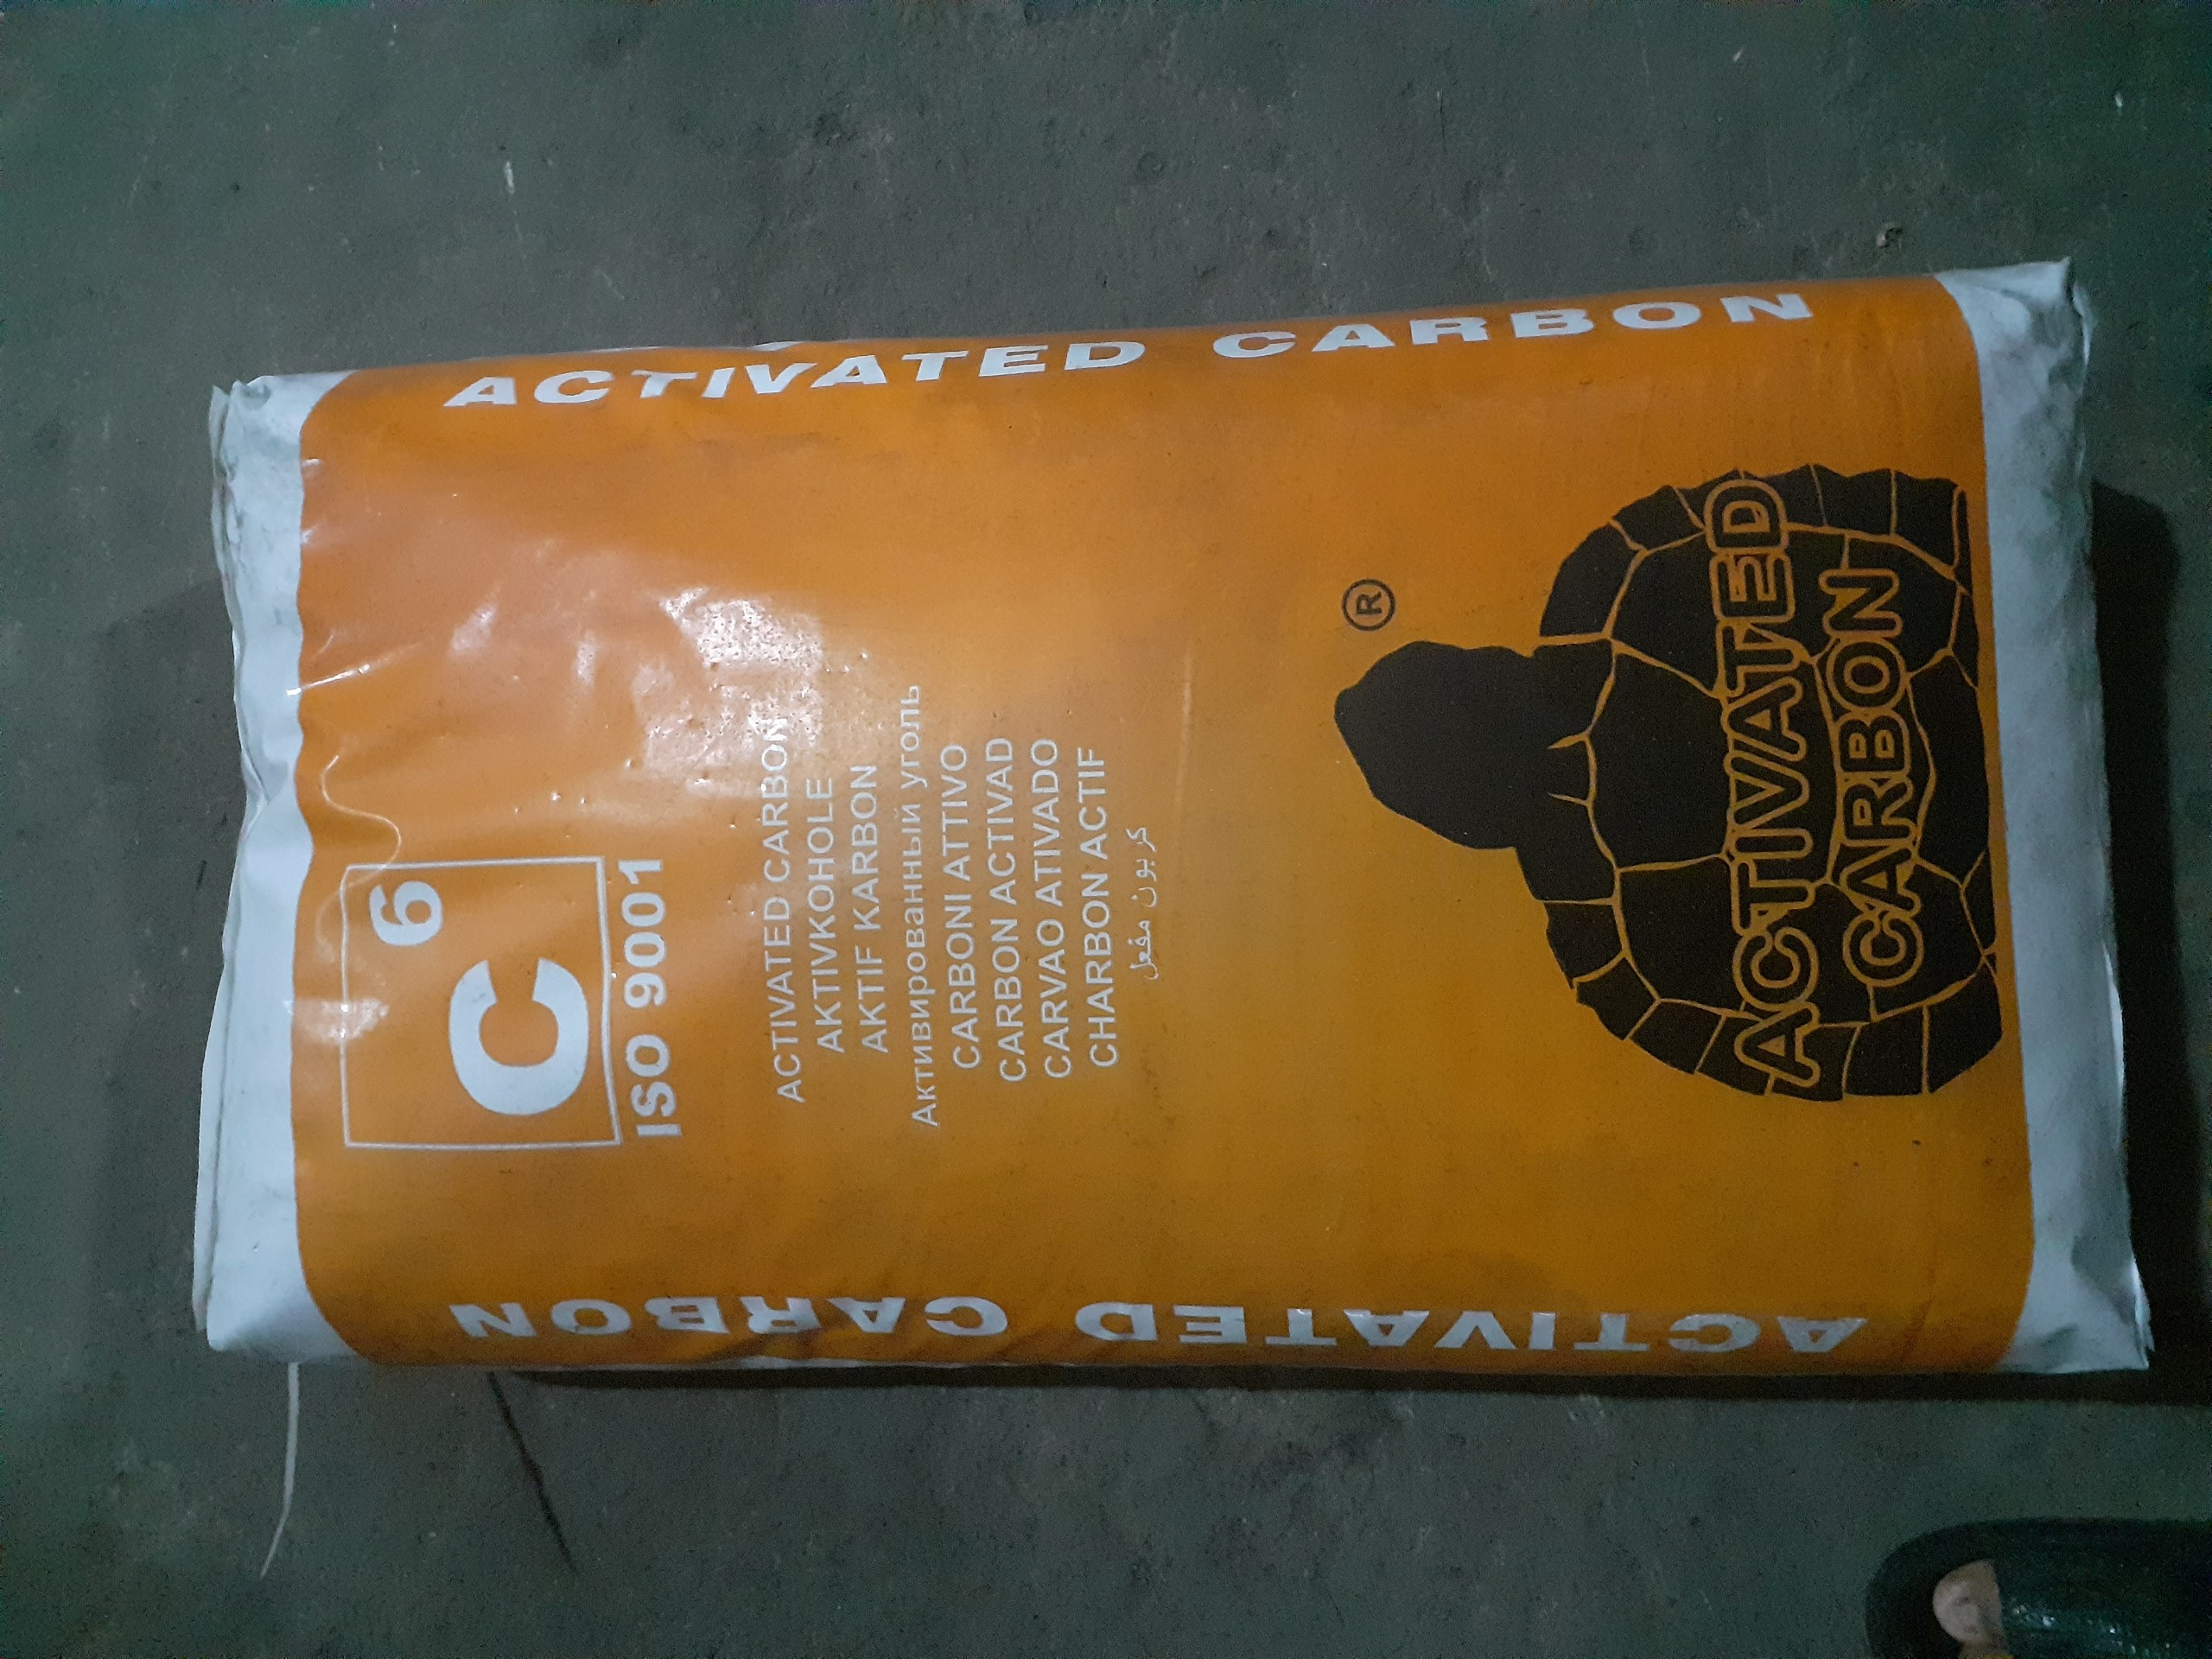 ACTIVATED CARBON
C 6
ISO 9001
ACTIVATED CARBON
AKTIVKOHOLE
AKTIF KARBON
Активированный уголь
CARBONI ATTIVO
CARBON ACTIVAD
CARVAO ATIVADO
CHARBON ACTIF
كربون مفعل
®
ACTIVATED
CARBON
ACTIVATED CARBON